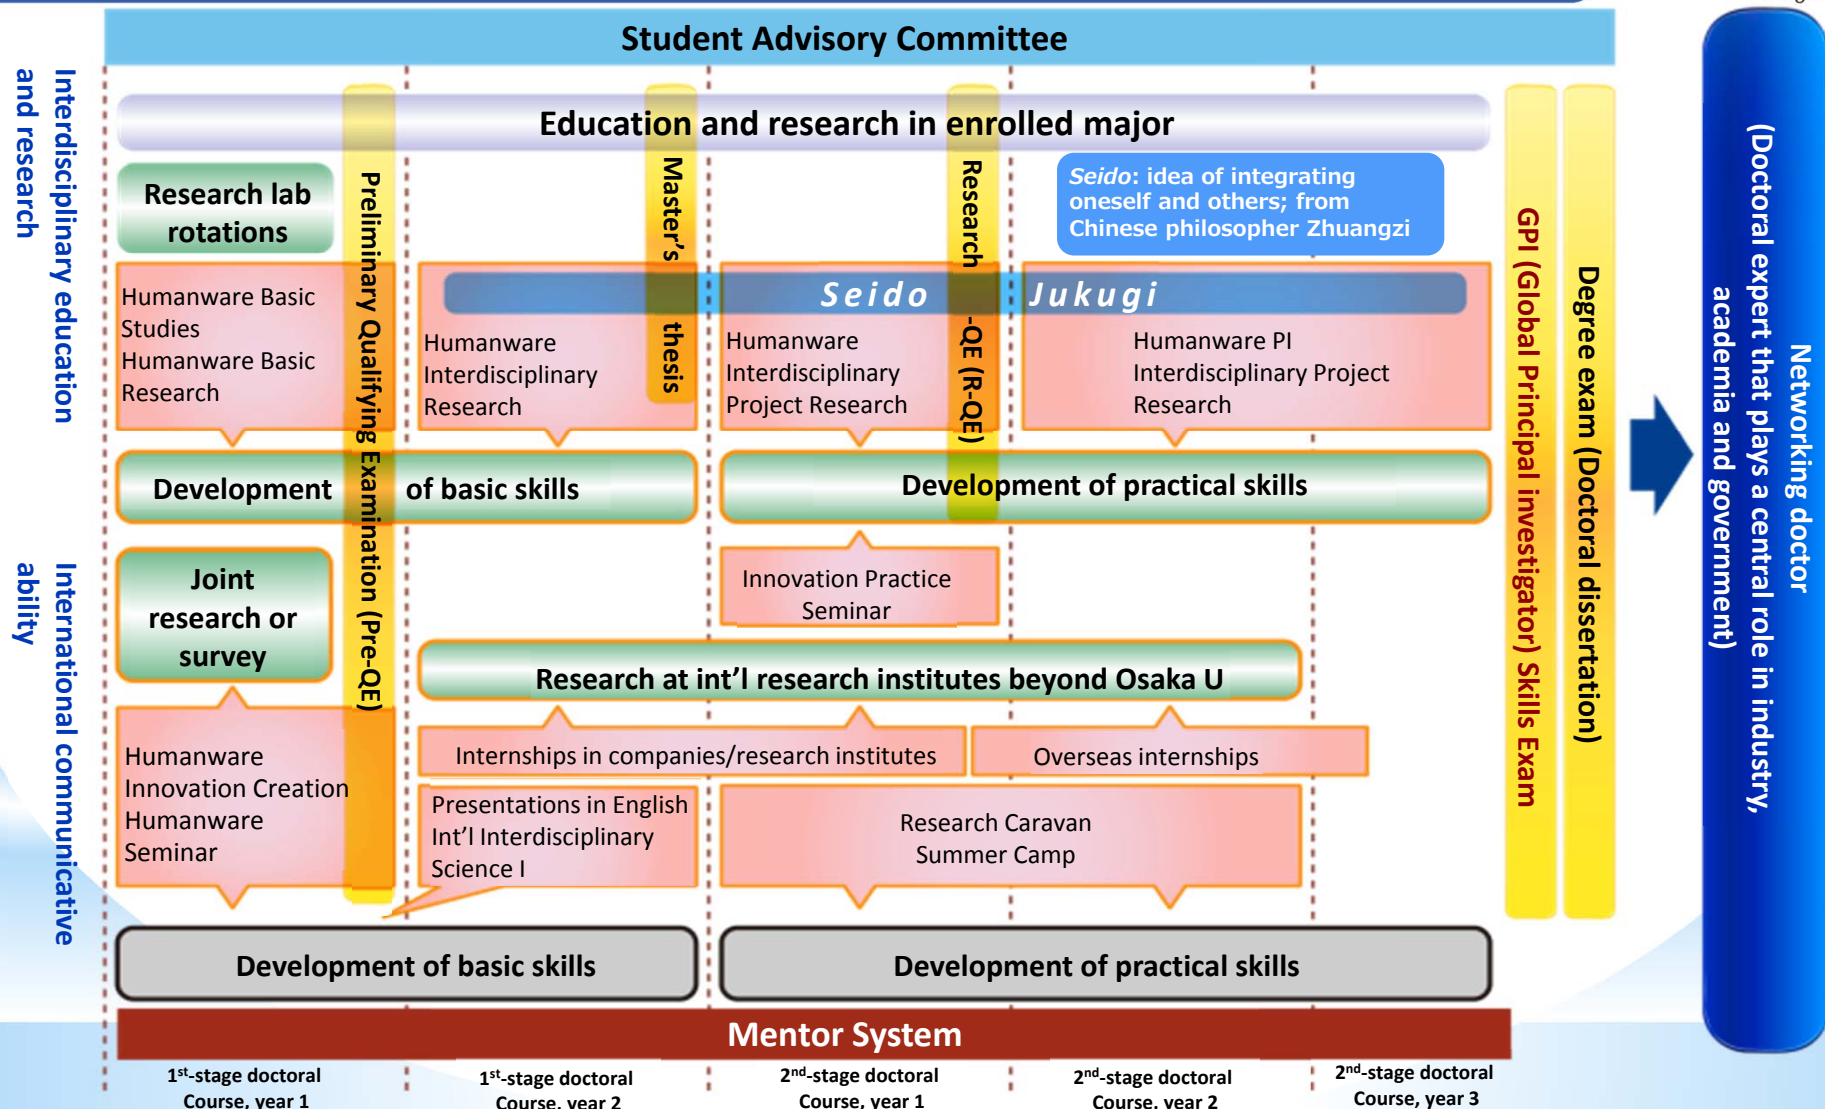 Student Advisory Committee
Interdisciplinary education
and research
Education and research in enrolled major
Research lab
rotations
Preliminary Qualifying Examination (Pre-QE)
Master's thesis
Research -QE (R-QE)
Seido: idea of integrating
oneself and others; from
Chinese philosopher Zhuangzi
Seido Jukugi
Humanware Basic
Studies
Humanware Basic
Research
Humanware
Interdisciplinary
Research
Humanware
Interdisciplinary
Project Research
Humanware PI
Interdisciplinary Project
Research
Development of basic skills
Development of practical skills
International communicative
ability
Joint
research or
survey
Innovation Practice
Seminar
Research at int'l research institutes beyond Osaka U
Humanware
Innovation Creation
Humanware
Seminar
Internships in companies/research institutes
Overseas internships
Presentations in English
Int'l Interdisciplinary
Science I
Research Caravan
Summer Camp
Development of basic skills
Development of practical skills
Mentor System
1st-stage doctoral
Course, year 1
1st-stage doctoral
Course, year 2
2nd-stage doctoral
Course, year 1
2nd-stage doctoral
Course, year 2
2nd-stage doctoral
Course, year 3
GPI (Global Principal investigator) Skills Exam
Degree exam (Doctoral dissertation)
Networking doctor
(Doctoral expert that plays a central role in industry,
academia and government)